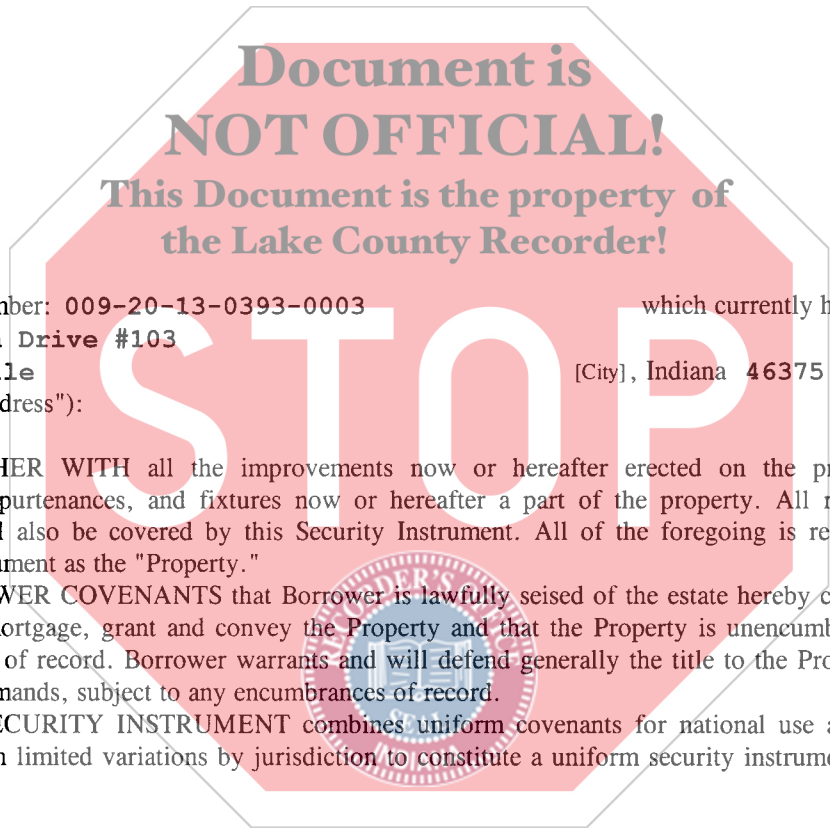 Document is
NOT OFFICIAL!
This Document is the property of
the Lake County Recorder!
nber: 009-20-13-0393-0003 which currently h
Drive #103
le [City], Indiana 46375
dress"):
STOP
HER WITH all the improvements now or hereafter erected on the pr
purtenances, and fixtures now or hereafter a part of the property. All r
l also be covered by this Security Instrument. All of the foregoing is re
ument as the "Property."
WER COVENANTS that Borrower is lawfully seised of the estate hereby c
ortgage, grant and convey the Property and that the Property is unencumb
of record. Borrower warrants and will defend generally the title to the Pro
mands, subject to any encumbrances of record.
ECURITY INSTRUMENT combines uniform covenants for national use a
n limited variations by jurisdiction to constitute a uniform security instrume
RECORDER'S OFFICE
SEAL
INDIANA